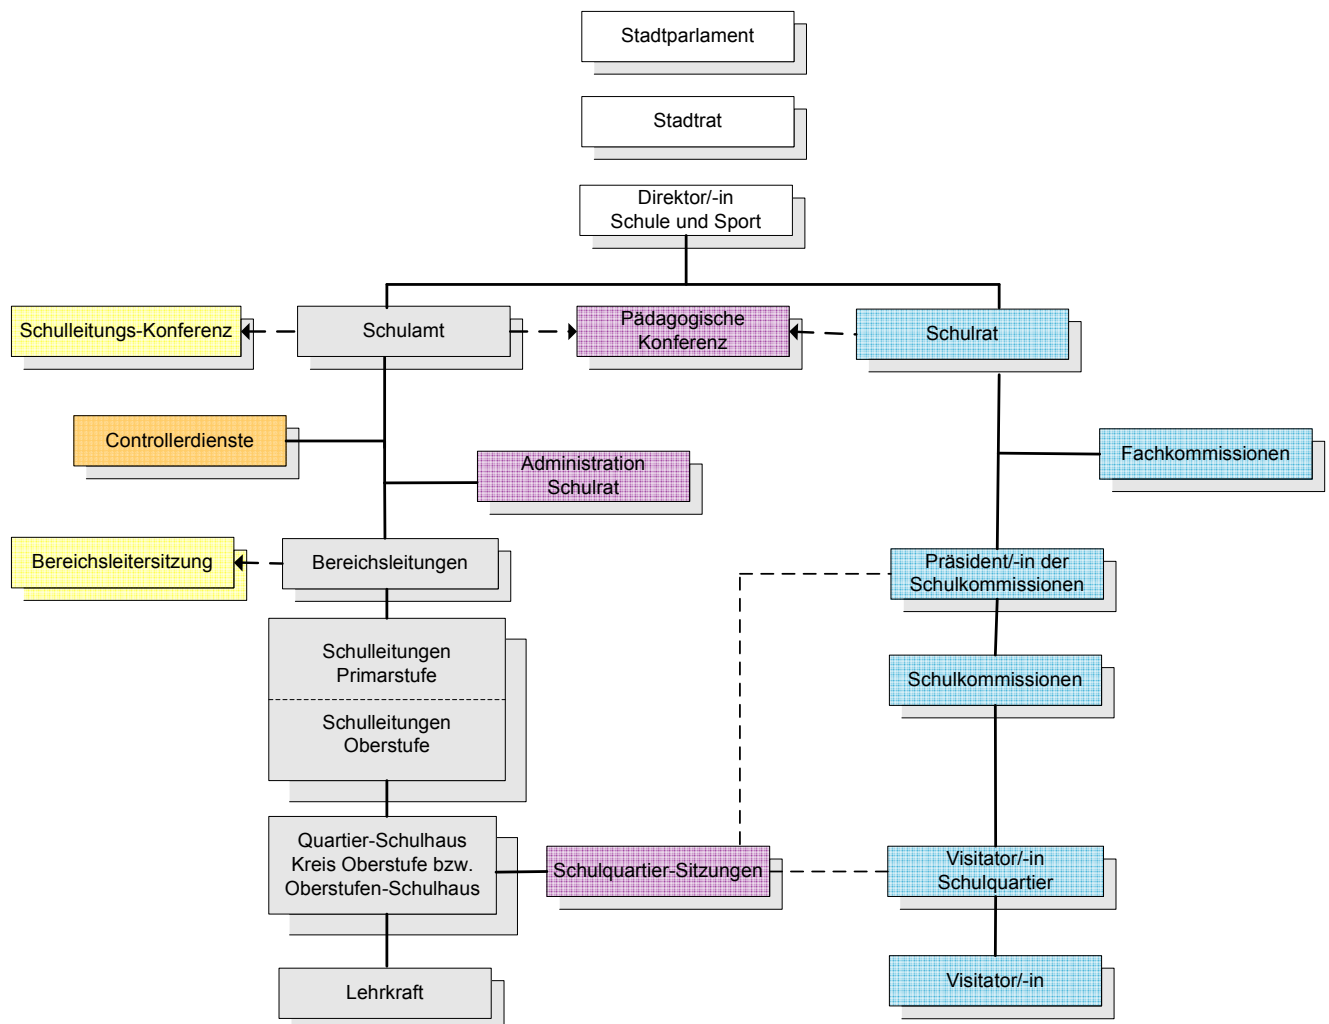 Stadtparlament
Stadtrat
Direktor/-in
Schule und Sport
Schulleitungs-Konferenz
Schulamt
Pädagogische
Konferenz
Schulrat
Controllerdienste
Fachkommissionen
Administration
Schulrat
Bereichsleitersitzung
Bereichsleitungen
Präsident/-in der
Schulkommissionen
Schulleitungen
Primarstufe
Schulkommissionen
Schulleitungen
Oberstufe
Quartier-Schulhaus
Kreis Oberstufe bzw.
Oberstufen-Schulhaus
Schulquartier-Sitzungen
Visitator/-in
Schulquartier
Lehrkraft
Visitator/-in